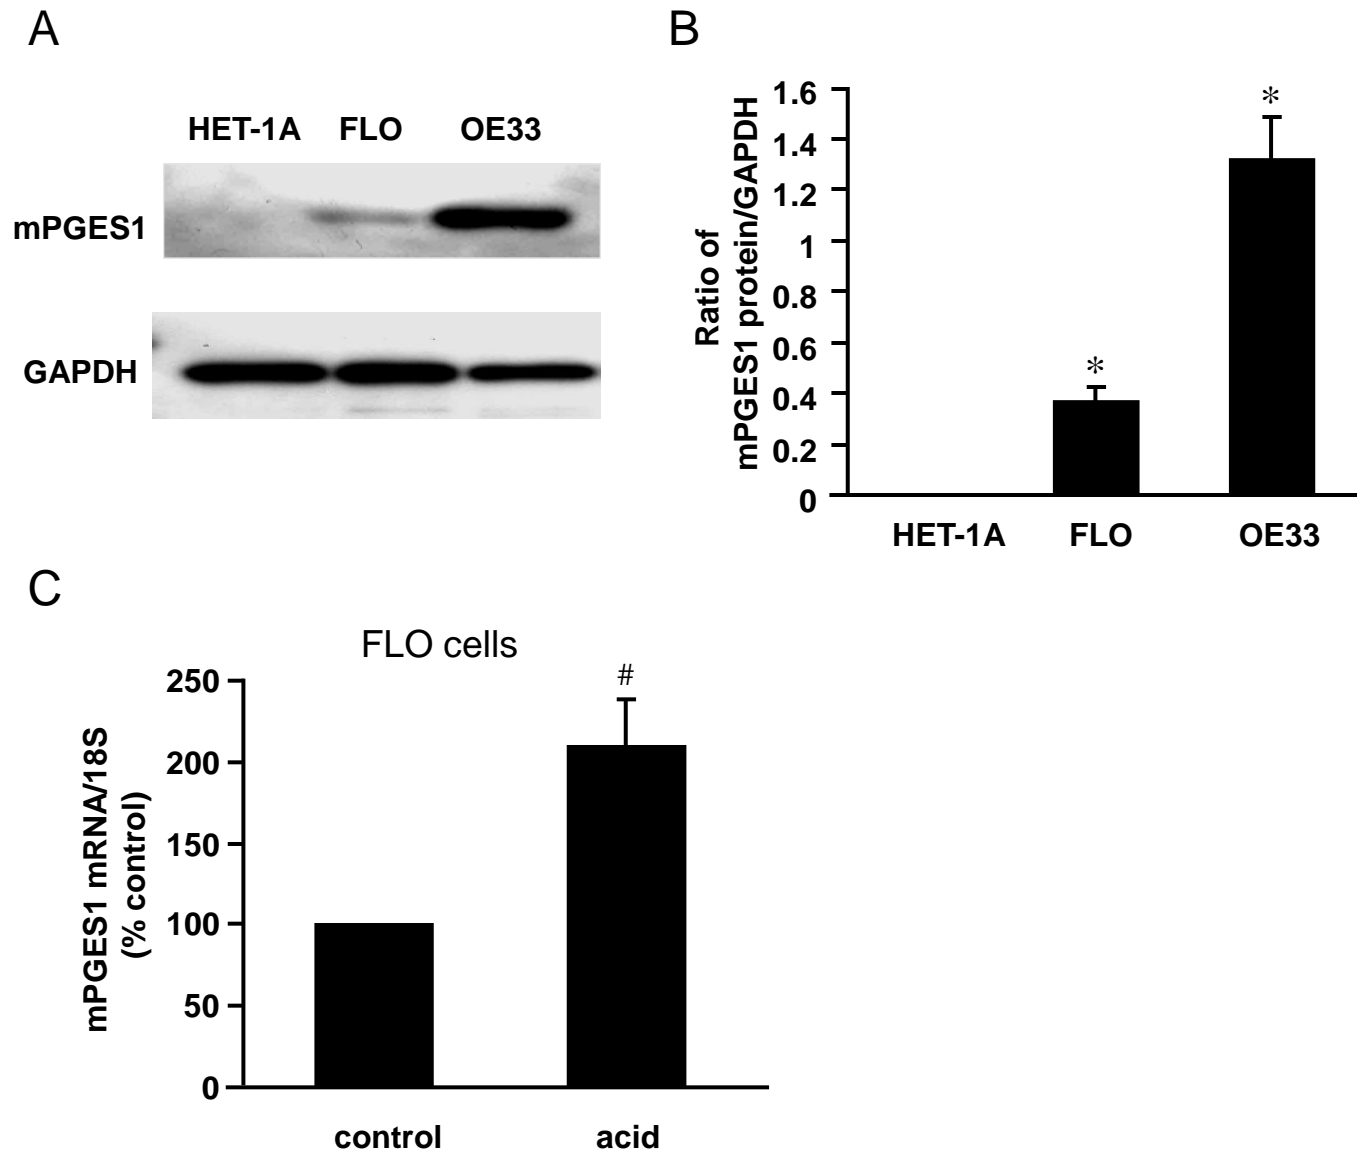 A
HET-1A FLO OE33
mPGES1
GAPDH
B
Ratio of
mPGES1 protein/GAPDH
1.6
1.4
1.2
1
0.8
0.6
0.4
0.2
0
*
*
HET-1A FLO OE33
C
FLO cells
mPGES1 mRNA/18S
(% control)
250
200
150
100
50
0
#
control acid